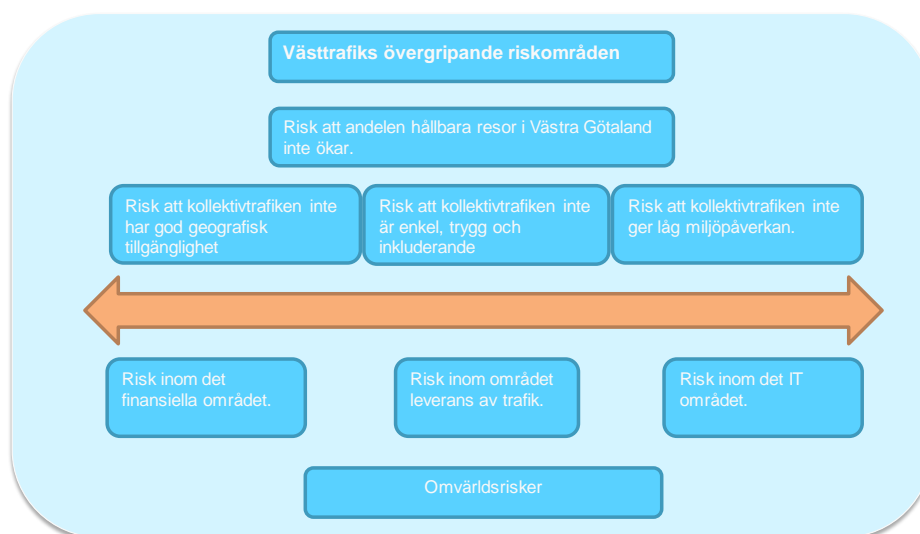 Västtrafiks övergripande riskområden
Risk att andelen hållbara resor i Västra Götaland
inte ökar.
Risk att kollektivtrafiken inte
har god geografisk
tillgänglighet
Risk att kollektivtrafiken inte
är enkel, trygg och
inkluderande
Risk att kollektivtrafiken inte
ger låg miljöpåverkan.
Risk inom det
finansiella området.
Risk inom området
leverans av trafik.
Risk inom det IT
området.
Omvärldsrisker